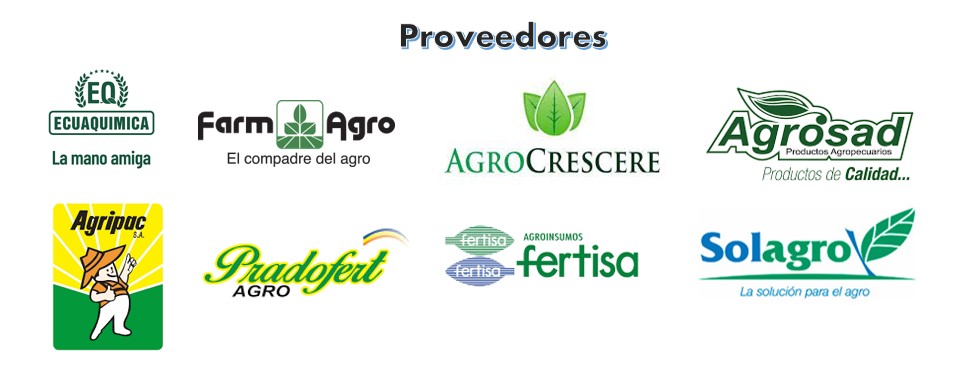 Proveedores
EQ
ECUAQUIMICA
La mano amiga
Farm Agro
El compadre del agro
AGROCRESCERE
Agrosad
Productos Agropecuarios
Productos de Calidad...
Agripac
S.A.
Pradofert
AGRO
fertisa
fertisa
AGROINSUMOS
fertisa
Solagro
La solución para el agro